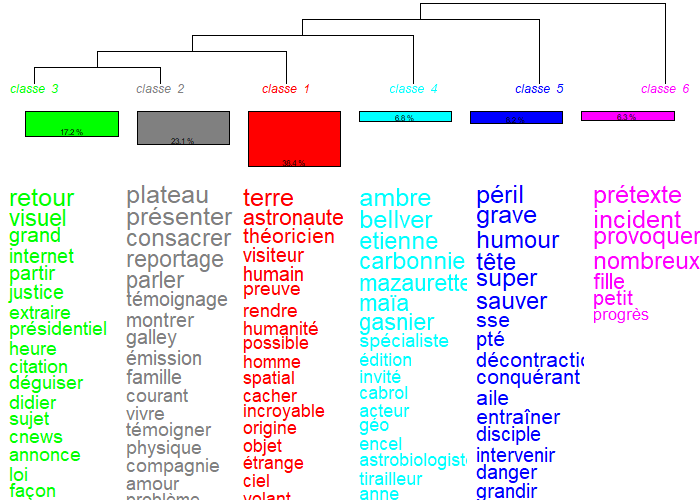 classe 3
classe 2
classe 1
classe 4
classe 5
classe 6
17.2 %
23.1 %
38.4 %
6.8 %
6.3 %
retour
visuel
grand
internet
partir
justice
extraire
présidentiel
heure
citation
déguiser
didier
sujet
cnews
annonce
loi
façon
plateau
présenter
consacrer
reportage
parler
témoignage
montrer
galley
émission
famille
courant
vivre
témoigner
physique
compagnie
amour
problème
terre
astronaute
théoricien
visiteur
humain
preuve
rendre
humanité
possible
homme
spatial
cacher
incroyable
origine
objet
étrange
ciel
volant
ambre
bellver
etienne
carbonnie
mazaurette
maïa
gasnier
spécialiste
édition
invité
cabrol
acteur
géo
encel
astrobiologiste
tirailleur
anne
péril
grave
humour
tête
super
sauver
sse
pté
décontractic
conquérant
aile
entraîner
disciple
intervenir
danger
grandir
prétexte
incident
provoquer
nombreux
fille
petit
progrès